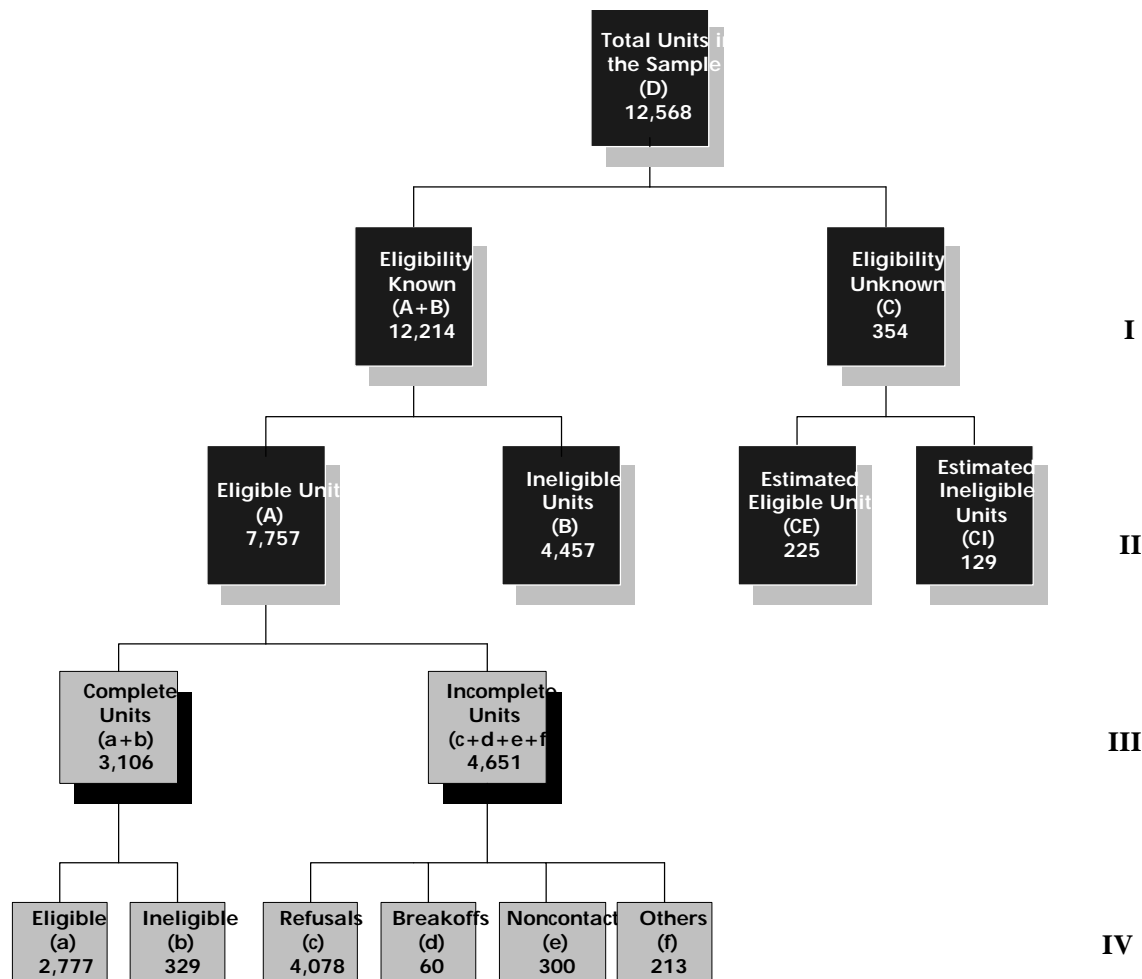 Total Units i
the Sample
(D)
12,568
Eligibility
Known
(A+B)
12,214
Eligibility
Unknown
(C)
354
I
Eligible Unit
(A)
7,757
Ineligible
Units
(B)
4,457
Estimated
Eligible Unit
(CE)
225
Estimated
Ineligible
Units
(CI)
129
II
Complete
Units
(a+b)
3,106
Incomplete
Units
(c+d+e+f
4,651
III
Eligible
(a)
2,777
Ineligible
(b)
329
Refusals
(c)
4,078
Breakoffs
(d)
60
Noncontact
(e)
300
Others
(f)
213
IV